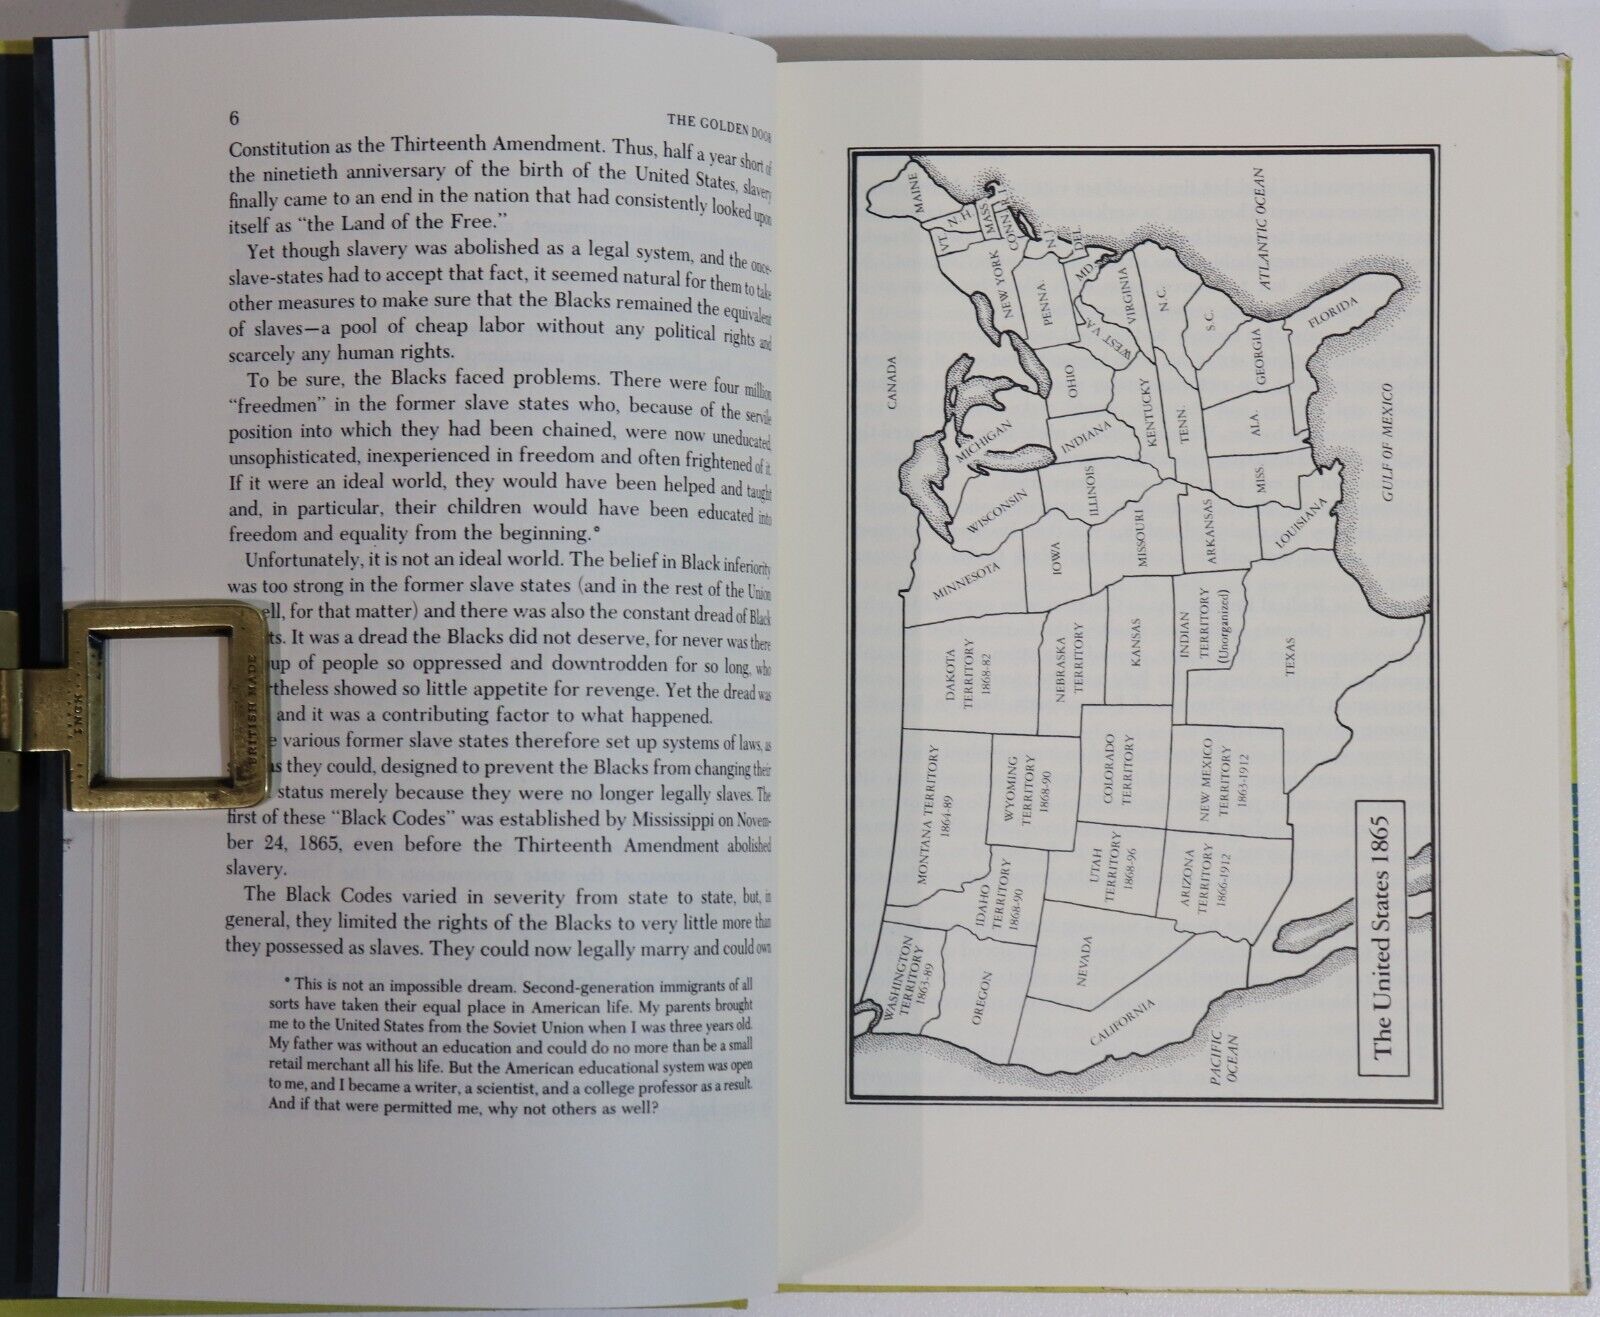 6
THE GOLDEN DOOR
Constitution as the Thirteenth Amendment. Thus, half a year short of
the ninetieth anniversary of the birth of the United States, slavery
finally came to an end in the nation that had consistently looked upon
itself as “the Land of the Free.”
Yet though slavery was abolished as a legal system, and the once-
slave-states had to accept that fact, it seemed natural for them to take
other measures to make sure that the Blacks remained the equivalent
of slaves—a pool of cheap labor without any political rights and
scarcely any human rights.
To be sure, the Blacks faced problems. There were four million
“freedmen” in the former slave states who, because of the servile
position into which they had been chained, were now uneducated,
unsophisticated, inexperienced in freedom and often frightened of it.
If it were an ideal world, they would have been helped and taught
and, in particular, their children would have been educated into
freedom and equality from the beginning.*
Unfortunately, it is not an ideal world. The belief in Black inferiority
was too strong in the former slave states (and in the rest of the Union
ell, for that matter) and there was also the constant dread of Black
ts. It was a dread the Blacks did not deserve, for never was there
up of people so oppressed and downtrodden for so long, who
rtheless showed so little appetite for revenge. Yet the dread was
and it was a contributing factor to what happened.
e various former slave states therefore set up systems of laws, as
as they could, designed to prevent the Blacks from changing their
status merely because they were no longer legally slaves. The
first of these “Black Codes” was established by Mississippi on Novem-
ber 24, 1865, even before the Thirteenth Amendment abolished
slavery.
The Black Codes varied in severity from state to state, but, in
general, they limited the rights of the Blacks to very little more than
they possessed as slaves. They could now legally marry and could own
* This is not an impossible dream. Second-generation immigrants of all
sorts have taken their equal place in American life. My parents brought
me to the United States from the Soviet Union when I was three years old.
My father was without an education and could do no more than be a small
retail merchant all his life. But the American educational system was open
to me, and I became a writer, a scientist, and a college professor as a result.
And if that were permitted me, why not others as well?
BRITISH MADE
The United States 1865
CANADA
WASHINGTON
TERRITORY
1863-89
OREGON
CALIFORNIA
NEVADA
IDAHO
TERRITORY
1868-90
MONTANA TERRITORY
1864-89
WYOMING
TERRITORY
1868-90
UTAH
TERRITORY
1868-96
ARIZONA
TERRITORY
1866-1912
COLORADO
TERRITORY
NEW MEXICO
TERRITORY
1863-1912
DAKOTA
TERRITORY
1868-82
NEBRASKA
TERRITORY
KANSAS
INDIAN
TERRITORY
(Unorganized)
TEXAS
MINNESOTA
IOWA
MISSOURI
ARKANSAS
LOUISIANA
WISCONSIN
ILLINOIS
MICHIGAN
INDIANA
OHIO
KENTUCKY
TENN.
MISS.
ALA.
GEORGIA
FLORIDA
S.C.
N.C.
VIRGINIA
WEST VA.
MD.
DEL.
N.J.
PENNA
NEW YORK
CONN.
R.I.
MASS.
VT.
N.H.
MAINE
ATLANTIC OCEAN
GULF OF MEXICO
PACIFIC
OCEAN